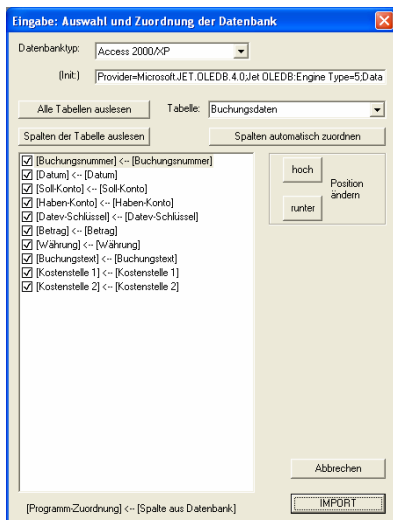 Eingabe: Auswahl und Zuordnung der Datenbank
Datenbanktyp: Access 2000/XP
(Init:) Provider=Microsoft.JET.OLEDB.4.0;Jet OLEDB:Engine Type=5;Data
Alle Tabellen auslesen Tabelle: Buchungsdaten
Spalten der Tabelle auslesen Spalten automatisch zuordnen
[Buchungsnummer] <-- [Buchungsnummer]
[Datum] <-- [Datum]
[Soll-Konto] <-- [Soll-Konto]
[Haben-Konto] <-- [Haben-Konto]
[Datev-Schlüssel] <-- [Datev-Schlüssel]
[Betrag] <-- [Betrag]
[Währung] <-- [Währung]
[Buchungstext] <-- [Buchungstext]
[Kostenstelle 1] <-- [Kostenstelle 1]
[Kostenstelle 2] <-- [Kostenstelle 2]
hoch
Position
ändern
runter
Abbrechen
[Programm-Zuordnung] <-- [Spalte aus Datenbank]
IMPORT